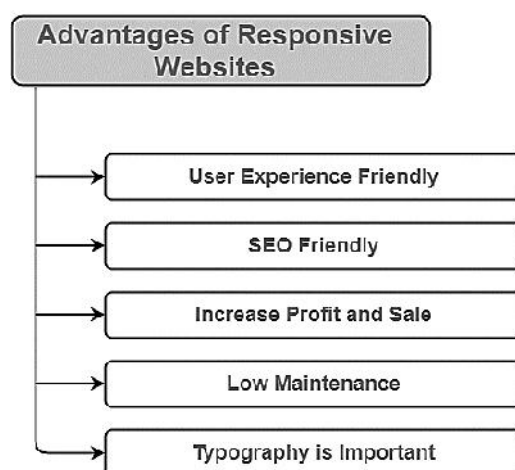 Advantages of Responsive
Websites
User Experience Friendly
SEO Friendly
Increase Profit and Sale
Low Maintenance
Typography is Important